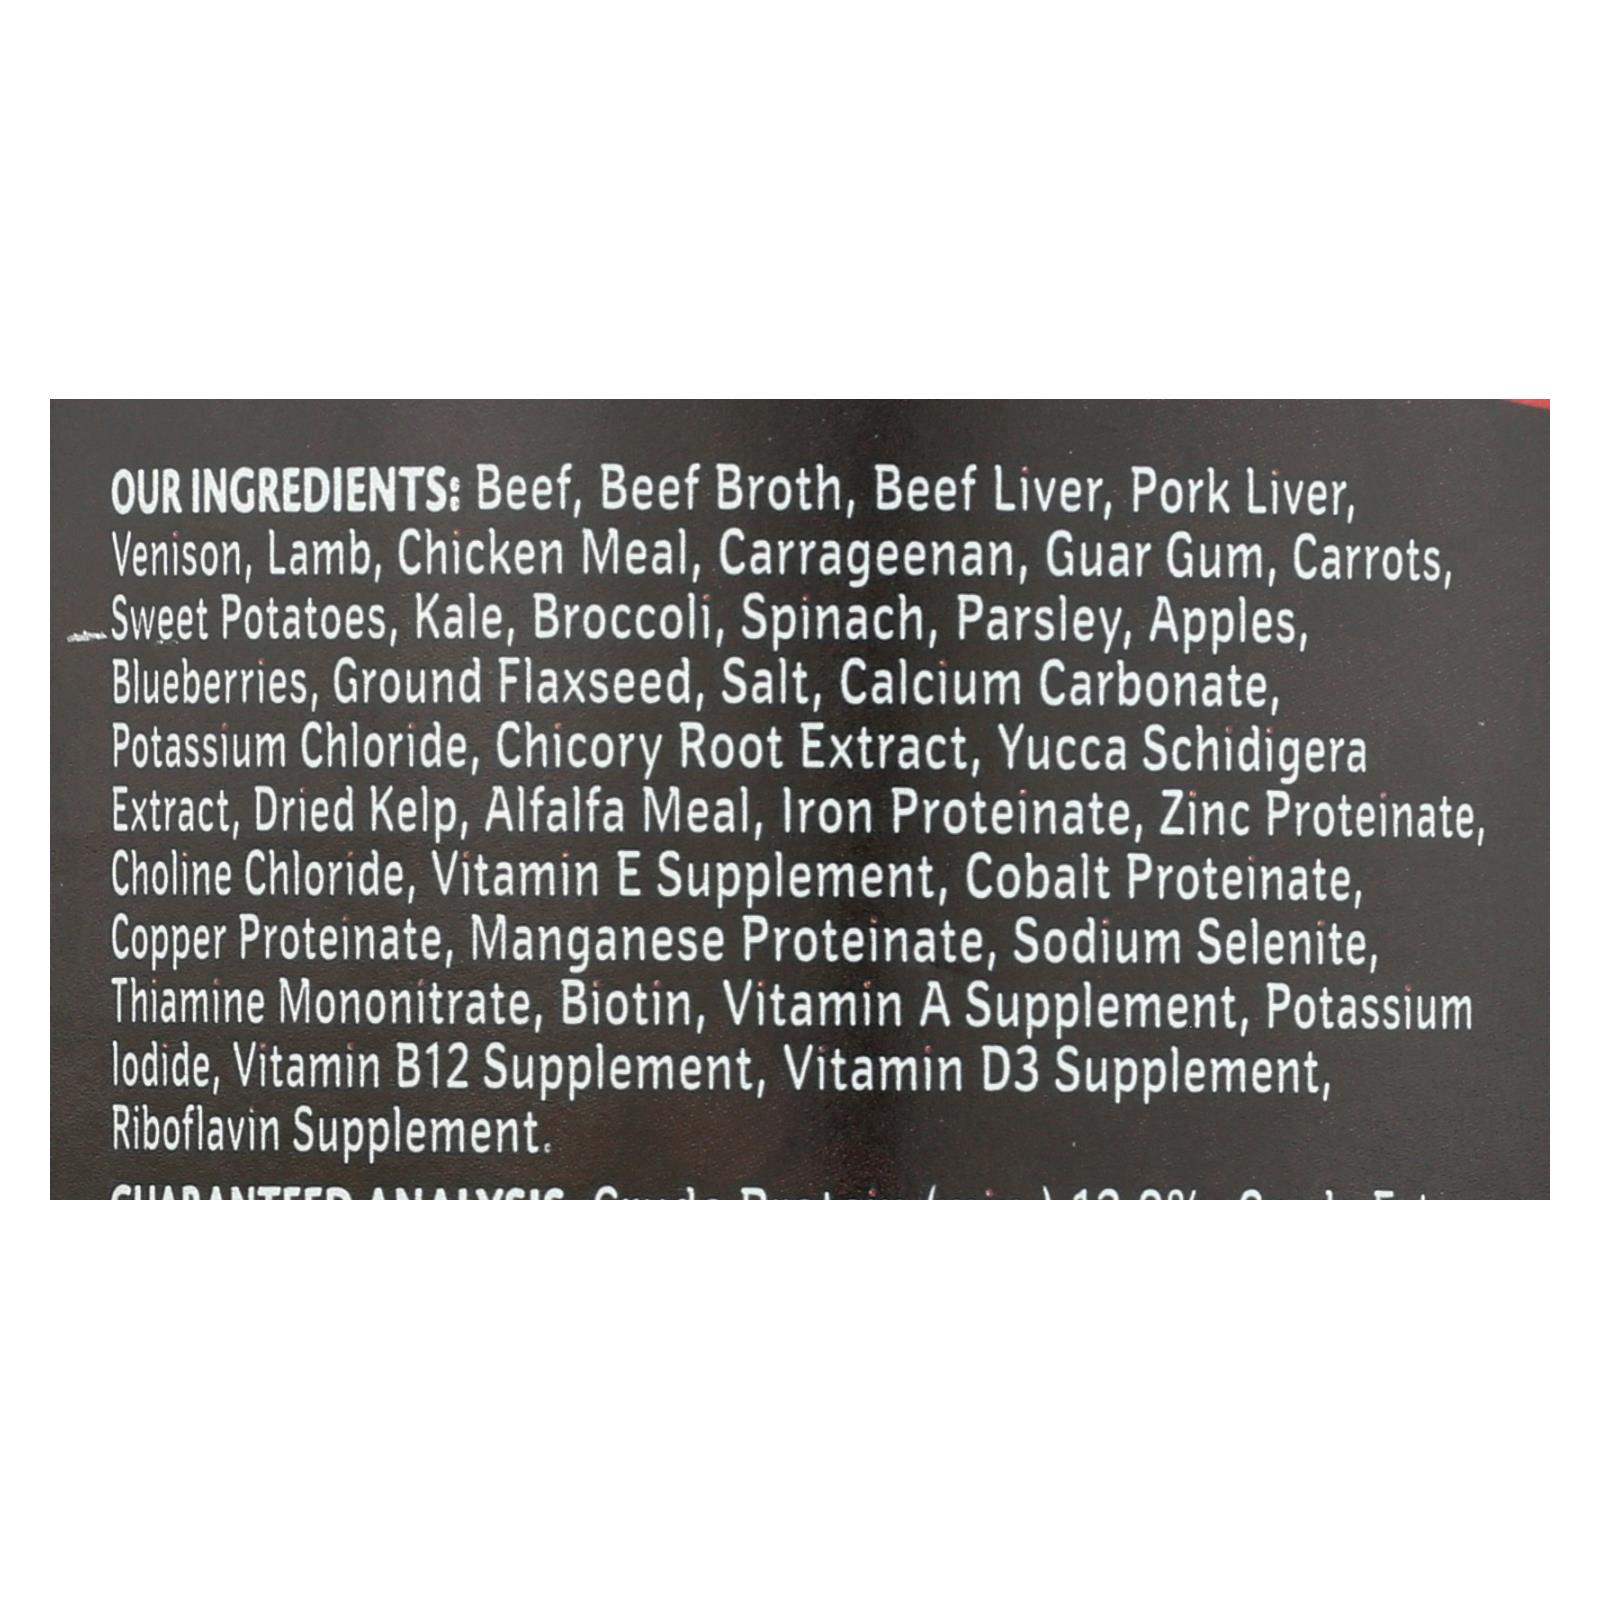 OUR INGREDIENTS: Beef, Beef Broth, Beef Liver, Pork Liver,
Venison, Lamb, Chicken Meal, Carrageenan, Guar Gum, Carrots,
Sweet Potatoes, Kale, Broccoli, Spinach, Parsley, Apples,
Blueberries, Ground Flaxseed, Salt, Calcium Carbonate,
Potassium Chloride, Chicory Root Extract, Yucca Schidigera
Extract, Dried Kelp, Alfalfa Meal, Iron Proteinate, Zinc Proteinate,
Choline Chloride, Vitamin E Supplement, Cobalt Proteinate,
Copper Proteinate, Manganese Proteinate, Sodium Selenite,
Thiamine Mononitrate, Biotin, Vitamin A Supplement, Potassium
Iodide, Vitamin B12 Supplement, Vitamin D3 Supplement,
Riboflavin Supplement.
GUARANTEED ANALYSIS